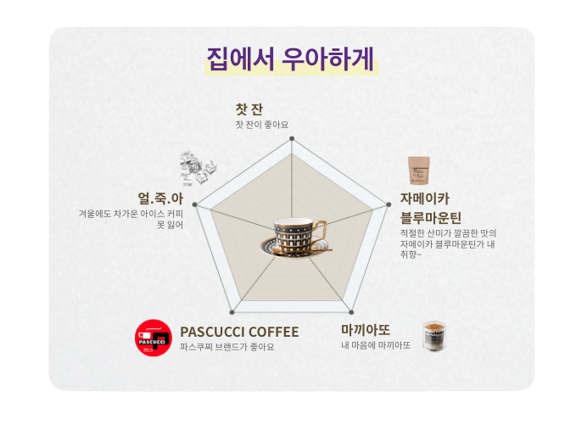 집에서 우아하게
찻 잔
찻 잔이 좋아요
얼.죽.아
겨울에도 차가운 아이스 커피
못 잃어
자메이카
블루마운틴
적절한 산미가 깔끔한 맛의
자메이카 블루마운틴가 내
취향~
PASCUCCI
PASCUCCI COFFEE
파스쿠찌 브랜드가 좋아요
마끼아또
내 마음에 마끼아또